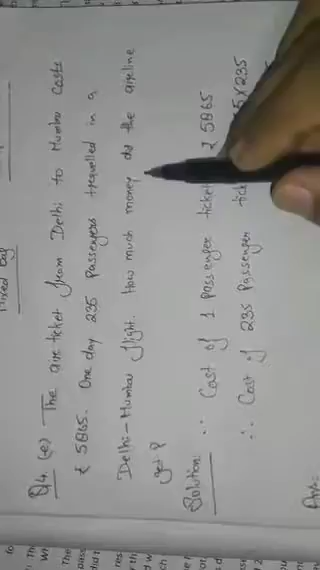 Mixed Bag
Q4. (e) The air ticket from Delhi to Mumbai costs
₹ 5865. One day 235 passengers travelled in a
Delhi-Mumbai flight. How much money did the airline
get?
Solution: ∵ Cost of 1 passenger ticket ₹ 5865
∴ Cost of 235 passenger tick 5×235
Ans: